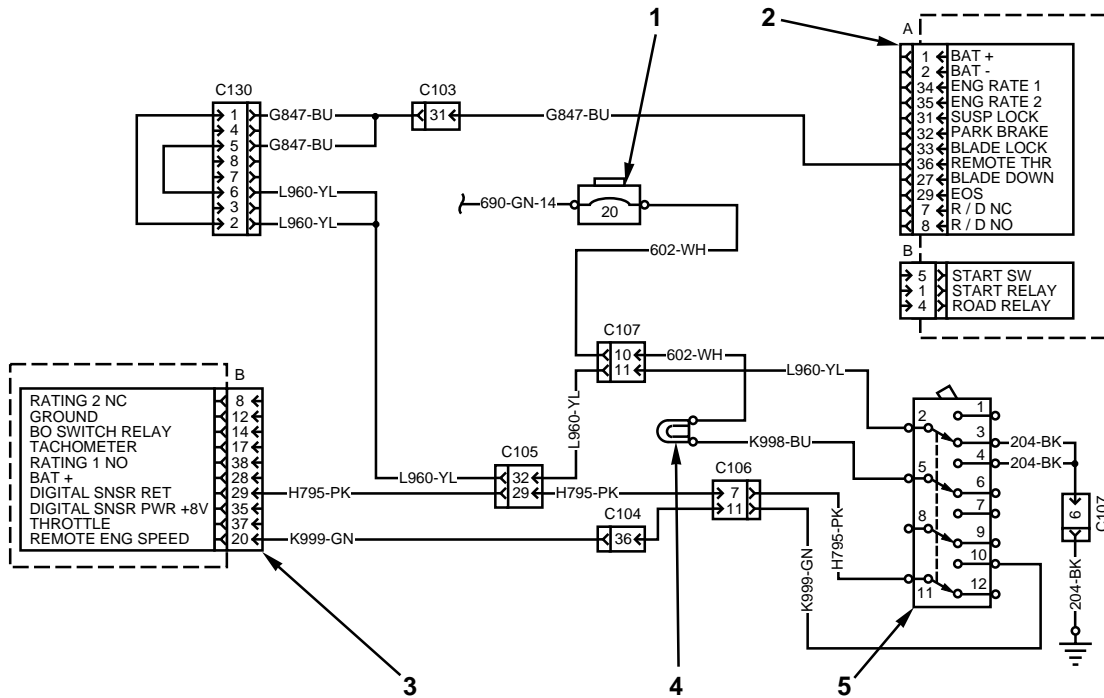 1
2
A
1 BAT +
2 BAT -
34 ENG RATE 1
35 ENG RATE 2
31 SUSP LOCK
32 PARK BRAKE
33 BLADE LOCK
36 REMOTE THR
27 BLADE DOWN
29 EOS
7 R / D NC
8 R / D NO
B
5 START SW
1 START RELAY
4 ROAD RELAY
C130
1
4
5
8
7
6
3
2
G847-BU
G847-BU
L960-YL
L960-YL
C103
31
G847-BU
690-GN-14
20
602-WH
C107
10
11
602-WH
L960-YL
L960-YL
K998-BU
B
RATING 2 NC 8
GROUND 12
BO SWITCH RELAY 14
TACHOMETER 17
RATING 1 NO 38
BAT + 28
DIGITAL SNSR RET 29
DIGITAL SNSR PWR +8V 35
THROTTLE 37
REMOTE ENG SPEED 20
L960-YL
C105
32
29
H795-PK
H795-PK
C106
7
11
K999-GN
C104
36
H795-PK
K999-GN
1
2
3
4
5
6
7
8
9
10
11
12
204-BK
204-BK
6
C107
204-BK
3
4
5